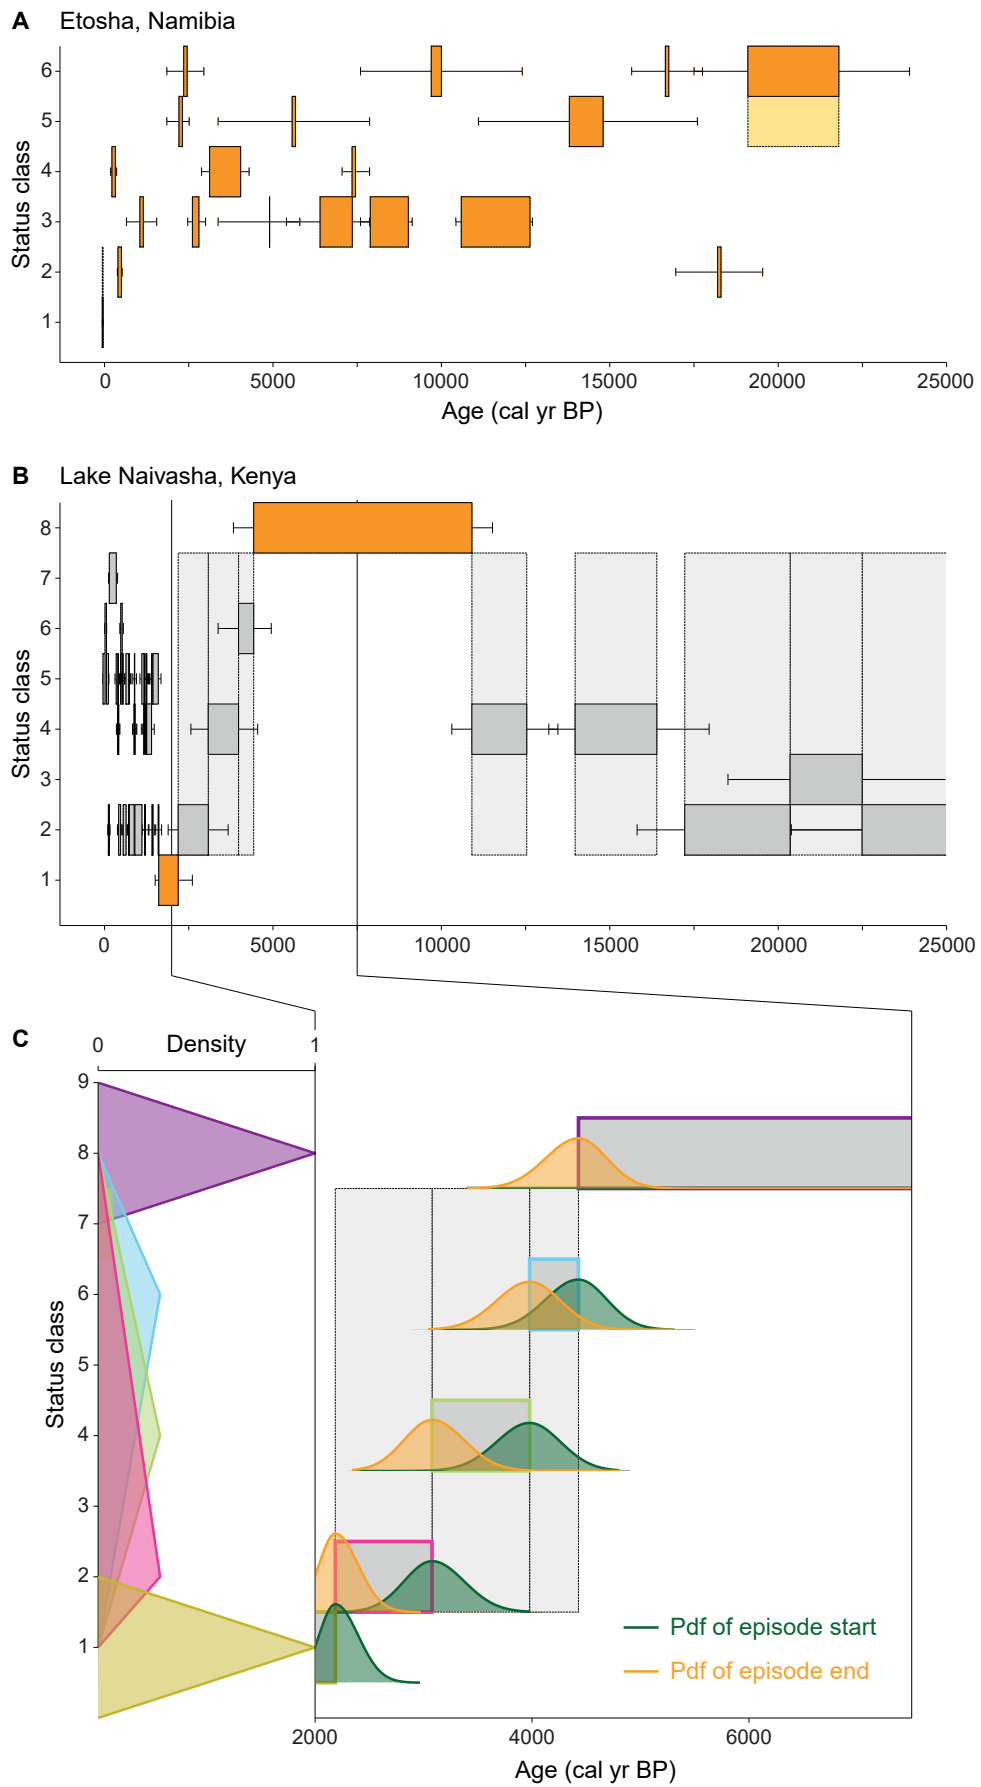 A Etosha, Namibia
6
5
4
3
2
1
Status class
0 5000 10000 15000 20000 25000
Age (cal yr BP)
B Lake Naivasha, Kenya
8
7
6
5
4
3
2
1
Status class
0 5000 10000 15000 20000 25000
C
0 Density 1
9
8
7
6
5
4
3
2
1
Status class
Pdf of episode start
Pdf of episode end
2000 4000 6000
Age (cal yr BP)